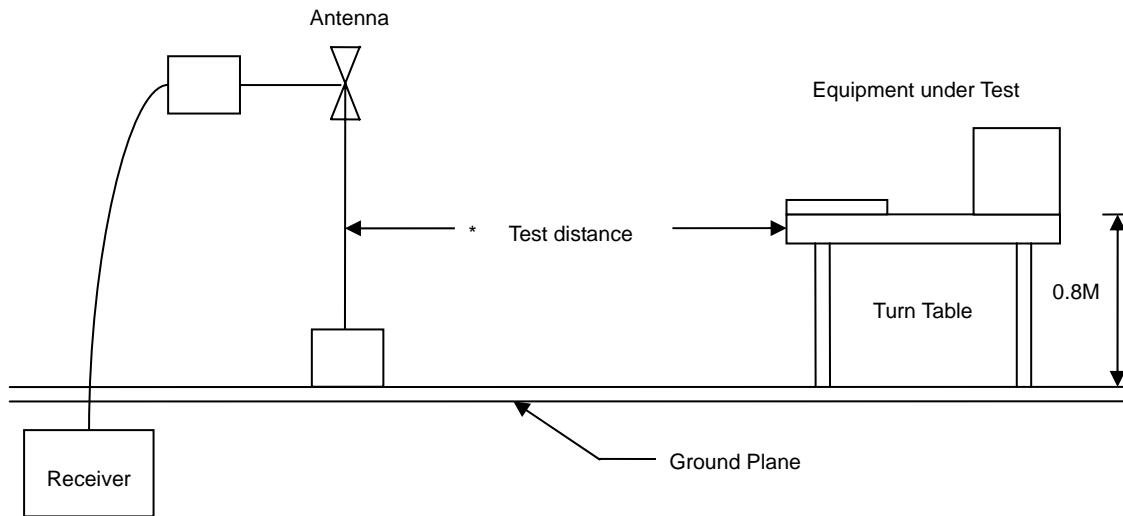 Antenna
Equipment under Test
* Test distance
0.8M
Turn Table
Ground Plane
Receiver